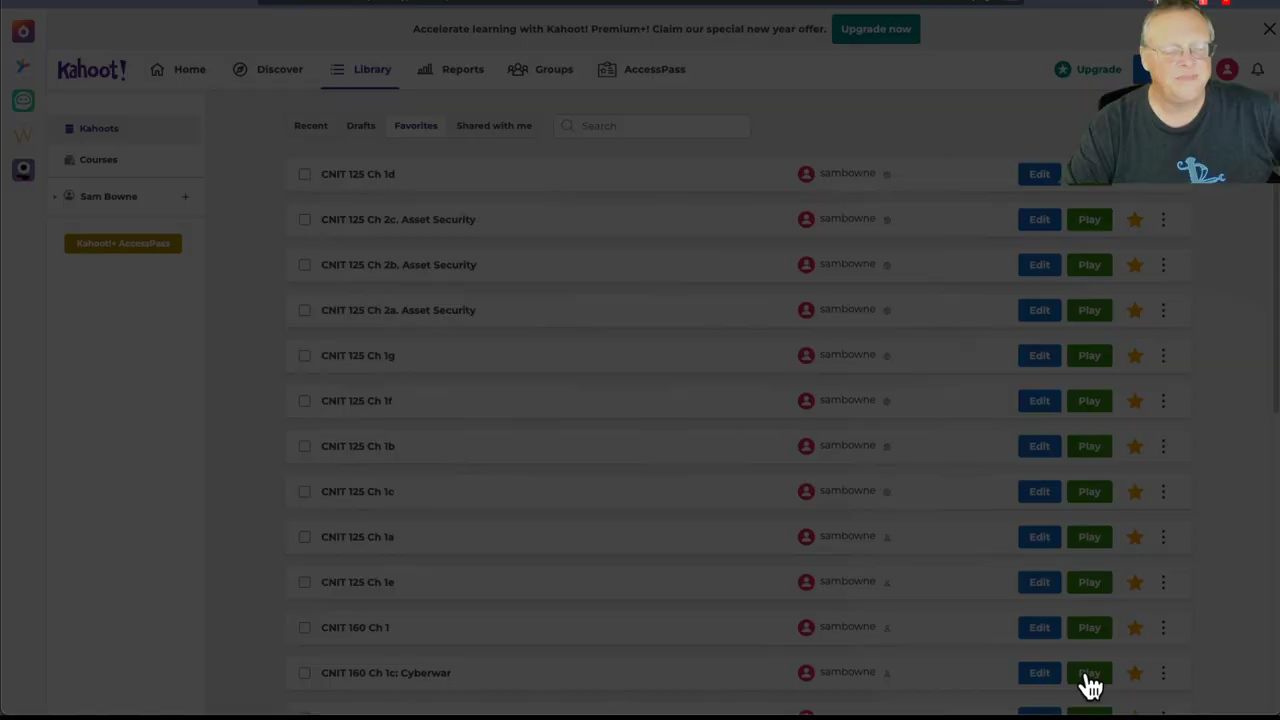 Accelerate learning with Kahoot! Premium+! Claim our special new year offer. Upgrade now
Kahoot! Home Discover Library Reports Groups AccessPass Upgrade
Kahoots
Courses
Sam Bowne
Kahoot!+ AccessPass
Recent Drafts Favorites Shared with me Search
CNIT 125 Ch 1d sambowne Edit
CNIT 125 Ch 2c. Asset Security sambowne Edit Play
CNIT 125 Ch 2b. Asset Security sambowne Edit Play
CNIT 125 Ch 2a. Asset Security sambowne Edit Play
CNIT 125 Ch 1g sambowne Edit Play
CNIT 125 Ch 1f sambowne Edit Play
CNIT 125 Ch 1b sambowne Edit Play
CNIT 125 Ch 1c sambowne Edit Play
CNIT 125 Ch 1a sambowne Edit Play
CNIT 125 Ch 1e sambowne Edit Play
CNIT 160 Ch 1 sambowne Edit Play
CNIT 160 Ch 1c: Cyberwar sambowne Edit Play